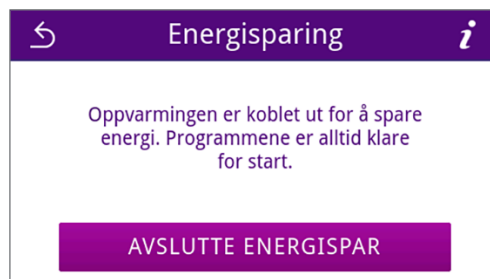 Energisparing i
Oppvarmingen er koblet ut for å spare
energi. Programmene er alltid klare
for start.
AVSLUTTE ENERGISPAR